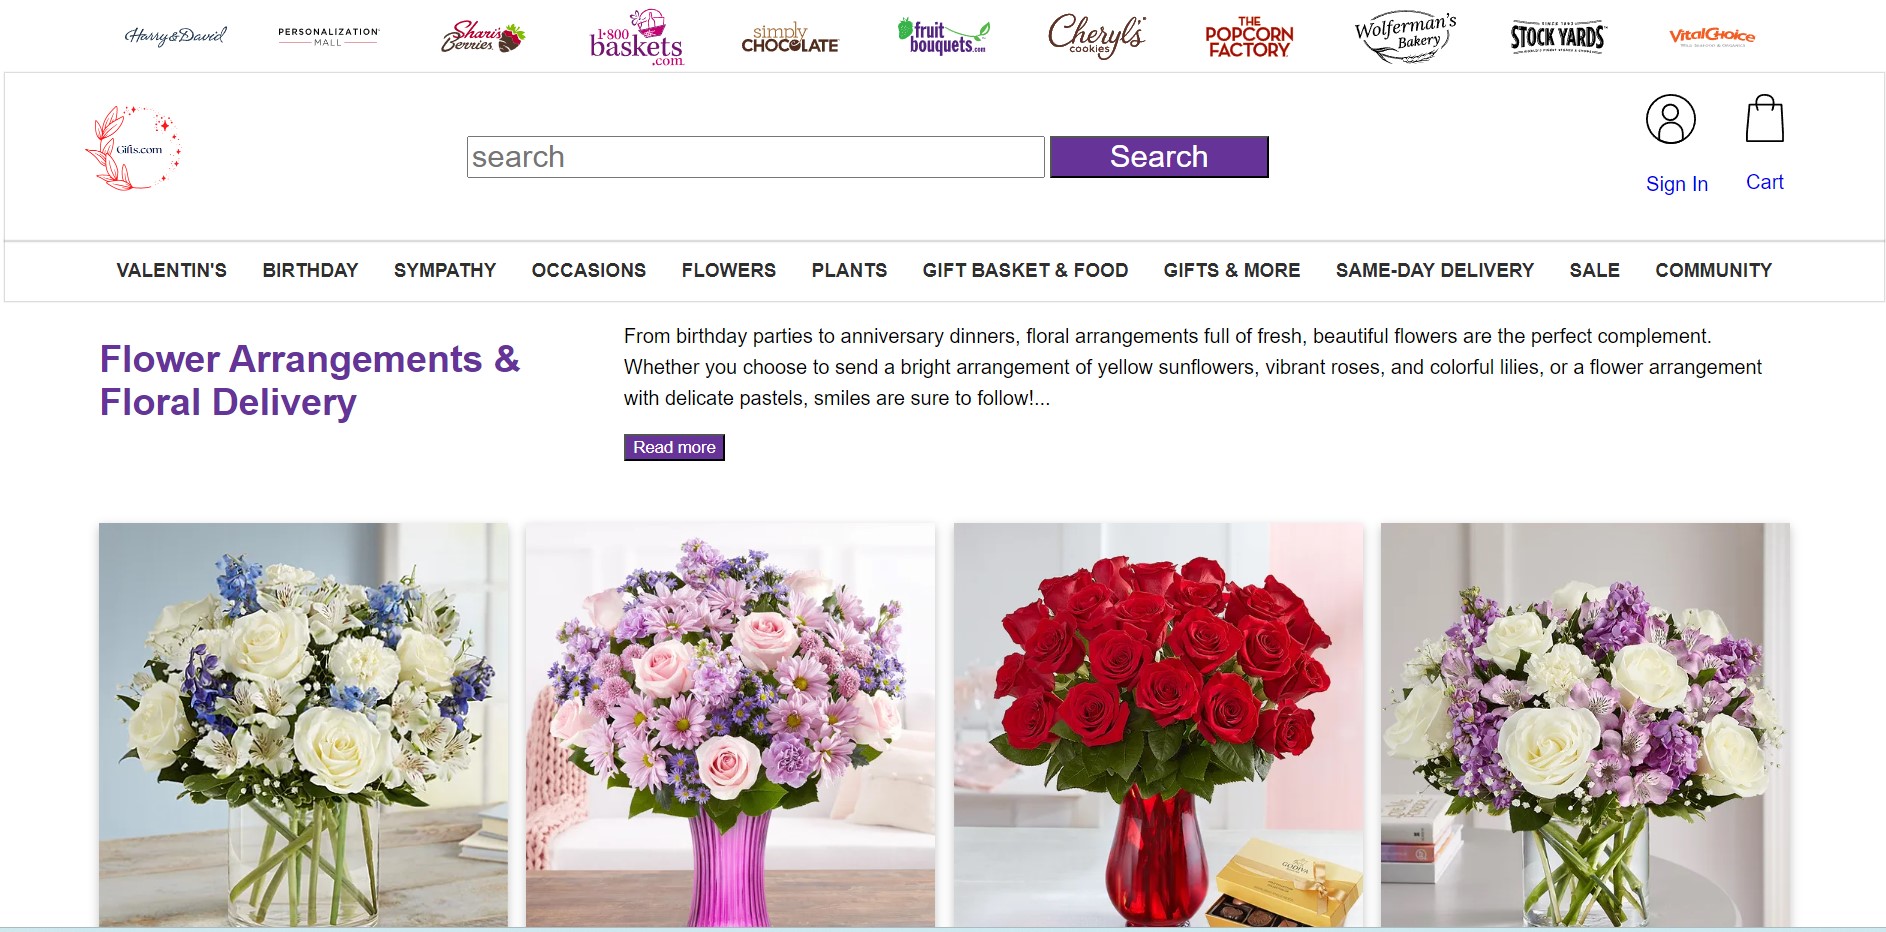 Harry & David
PERSONALIZATION
MALL
Shari's
Berries
1·800
baskets
.com
simply
CHOCOLATE
fruit
bouquets.com
Cheryl's
cookies
THE
POPCORN
FACTORY
Wolferman's
Bakery
SINCE 1893
STOCK YARDS
VitalChoice
Gifts.com
search
Search
Sign In
Cart
VALENTIN'S BIRTHDAY SYMPATHY OCCASIONS FLOWERS PLANTS GIFT BASKET & FOOD GIFTS & MORE SAME-DAY DELIVERY SALE COMMUNITY
Flower Arrangements &
Floral Delivery
From birthday parties to anniversary dinners, floral arrangements full of fresh, beautiful flowers are the perfect complement.
Whether you choose to send a bright arrangement of yellow sunflowers, vibrant roses, and colorful lilies, or a flower arrangement
with delicate pastels, smiles are sure to follow!...
Read more
GODIVA